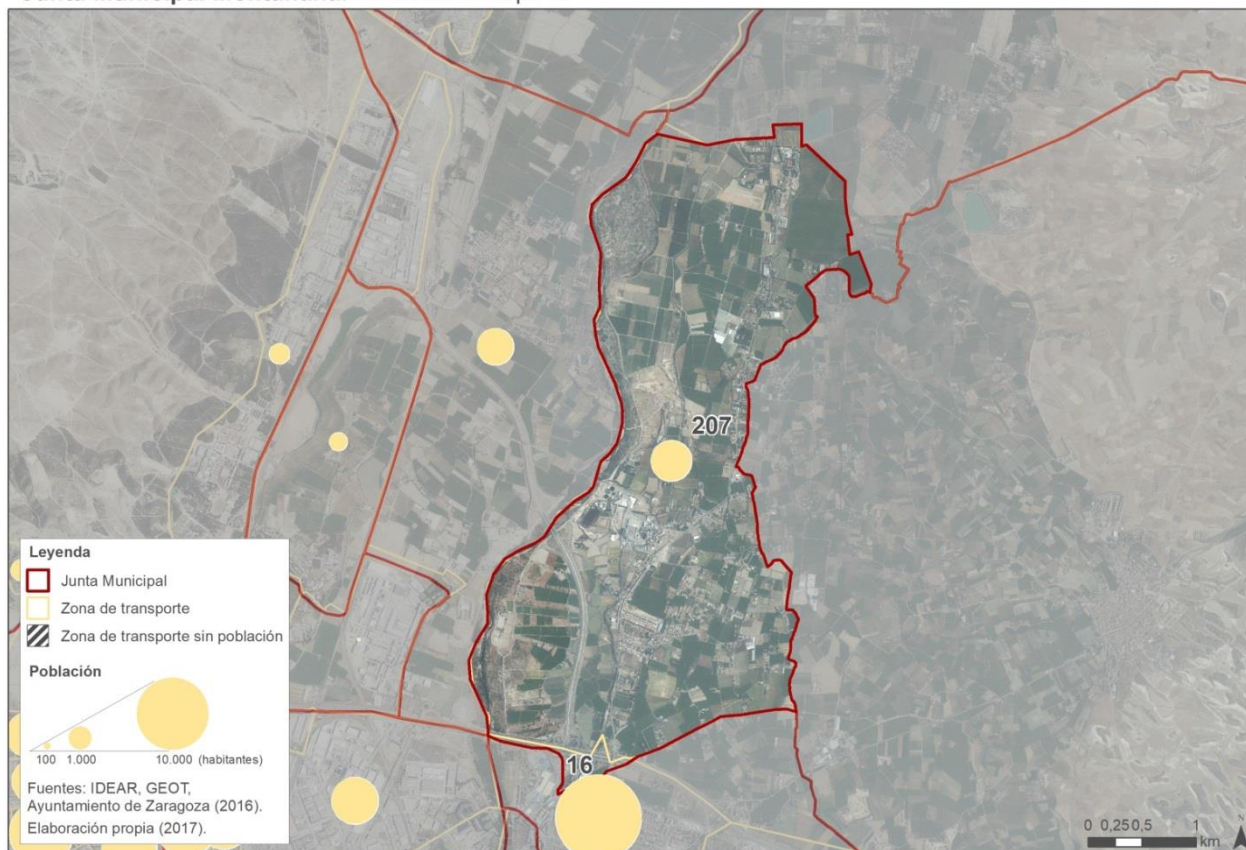 207
16
Leyenda
Junta Municipal
Zona de transporte
Zona de transporte sin población
Población
100 1.000 10.000 (habitantes)
Fuentes: IDEAR, GEOT,
Ayuntamiento de Zaragoza (2016).
Elaboración propia (2017).
0 0,25 0,5 1
km
N